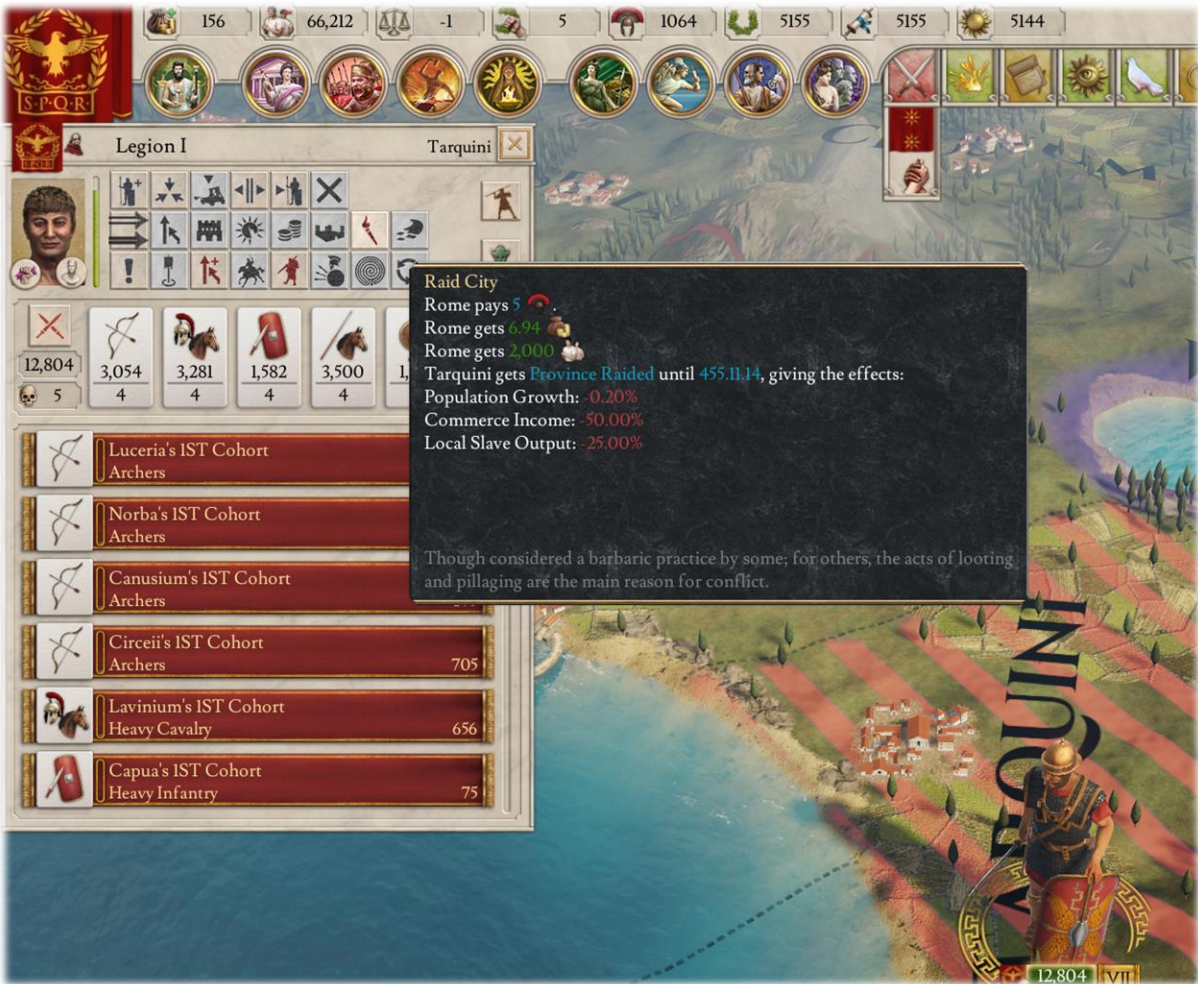 156 66,212 -1 5 1064 5155 5155 5144
S·P·Q·R
Legion I Tarquini
Raid City
Rome pays 5 .
Rome gets 6.94
Rome gets 2,000
Tarquini gets Province Raided until 455.11.14, giving the effects:
Population Growth: -0.20%
Commerce Income: -50.00%
Local Slave Output: -25.00%
Though considered a barbaric practice by some; for others, the acts of looting
and pillaging are the main reason for conflict.
12,804 3,054 3,281 1,582 3,500 1,
5 4 4 4 4
Luceria's 1ST Cohort
Archers
Norba's 1ST Cohort
Archers
Canusium's 1ST Cohort
Archers
Circeii's 1ST Cohort
Archers 705
Lavinium's 1ST Cohort
Heavy Cavalry 656
Capua's 1ST Cohort
Heavy Infantry 75
ARQUINI
12,804 VII